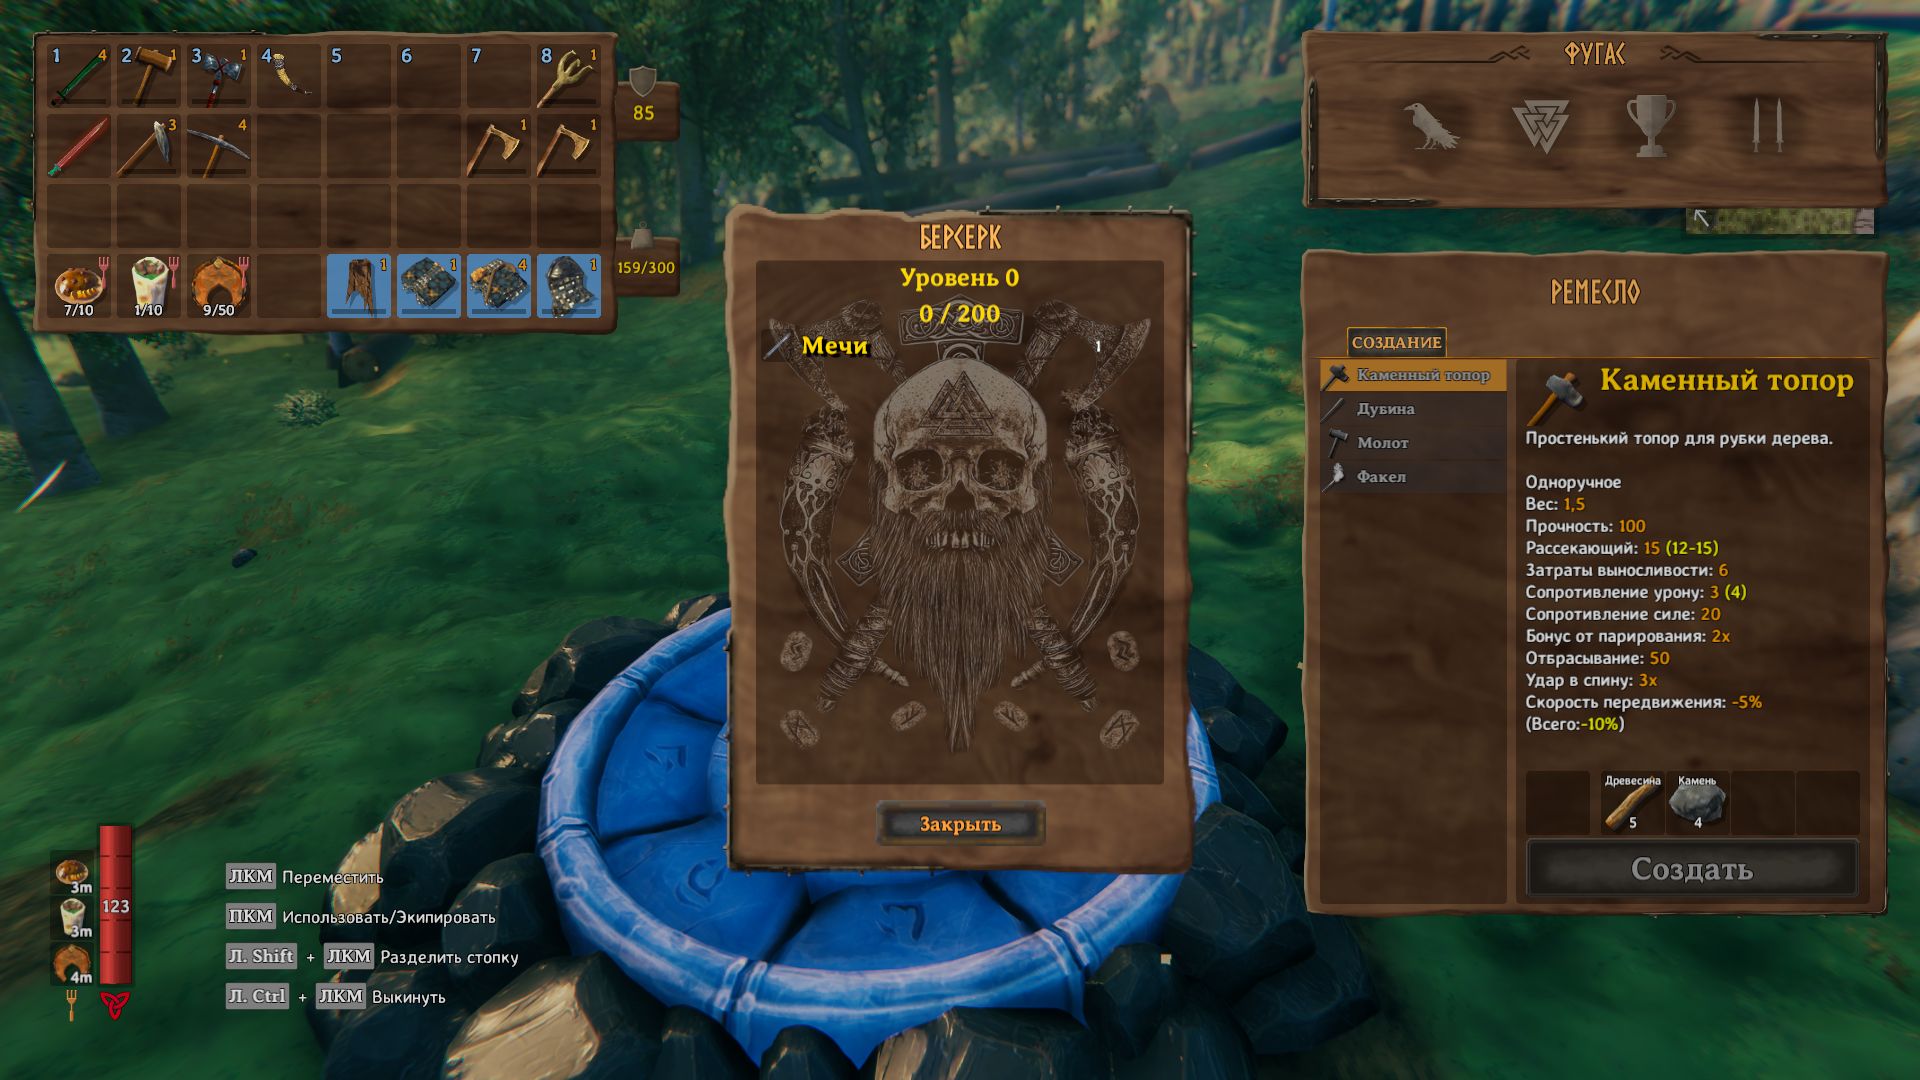 1 4 2 1 3 1 4 5 6 7 8 1
3 4 1 1
7/10 1/10 9/50 1 1 4 1
85
159/300
БЕРСЕРК
Уровень 0
0 / 200
Мечи 1
Закрыть
ФУГАС
РЕМЕСЛО
СОЗДАНИЕ
Каменный топор
Дубина
Молот
Факел
Каменный топор
Простенький топор для рубки дерева.
Одноручное
Вес: 1,5
Прочность: 100
Рассекающий: 15 (12-15)
Затраты выносливости: 6
Сопротивление урону: 3 (4)
Сопротивление силе: 20
Бонус от парирования: 2x
Отбрасывание: 50
Удар в спину: 3x
Скорость передвижения: -5%
(Всего:-10%)
Древесина Камень
5 4
Создать
3m
3m
4m
123
ЛКМ Переместить
ПКМ Использовать/Экипировать
Л. Shift + ЛКМ Разделить стопку
Л. Ctrl + ЛКМ Выкинуть